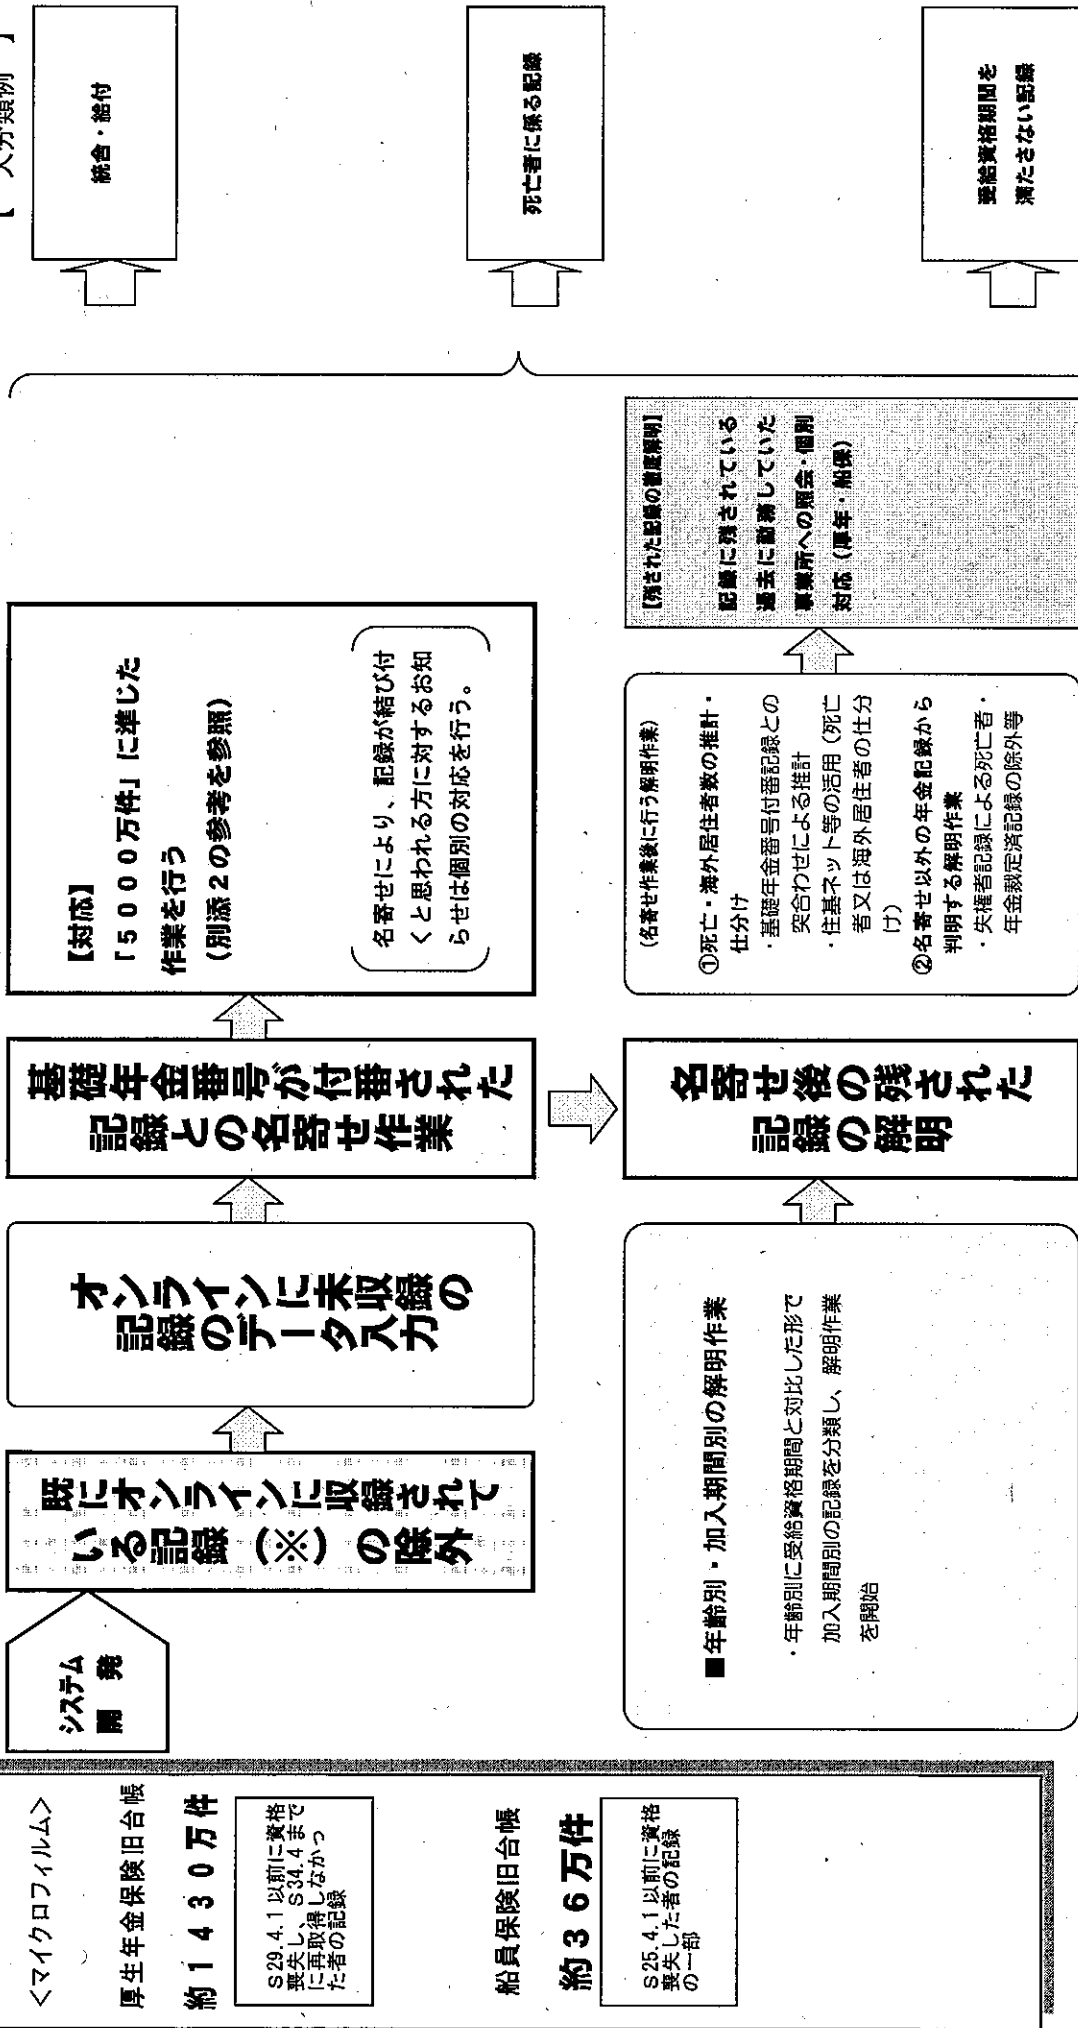 <マイクロフィルム>
厚生年金保険旧台帳
約1430万件
S29.4.1以前に資格
喪失し、S34.4まで
に再取得しなかっ
た者の記録
船員保険旧台帳
約36万件
S25.4.1以前に資格
喪失した者の記録
の一部
システム
開 発
既にオンラインに収録されて
いる記録(※)の除外
オンラインに未収録の
記録のデータ入力
基礎年金番号が付番された
記録との名寄せ作業
【対応】
「5000万件」に準じた
作業を行う
(別添2の参考を参照)
名寄せにより、記録が結び付
くと思われる方に対するお知
らせは個別の対応を行う。
■年齢別・加入期間別の解明作業
・年齢別に受給資格期間と対比した形で
加入期間別の記録を分類し、解明作業
を開始
名寄せ後の残された
記録の解明
(名寄せ作業後に行う解明作業)
①死亡・海外居住者数の推計・
仕分け
・基礎年金番号付番記録との
突合わせによる推計
・住基ネット等の活用(死亡
者又は海外居住者の仕分
け)
②名寄せ以外の年金記録から
判明する解明作業
・失権者記録による死亡者・
年金裁定済記録の除外等
【残された記録の徹底解明】
記録に残されている
過去に勤務していた
事業所への照会・個別
対応(厚年・船保)
【 大分類例 】
統合・給付
死亡者に係る記録
受給資格期間を
満たさない記録